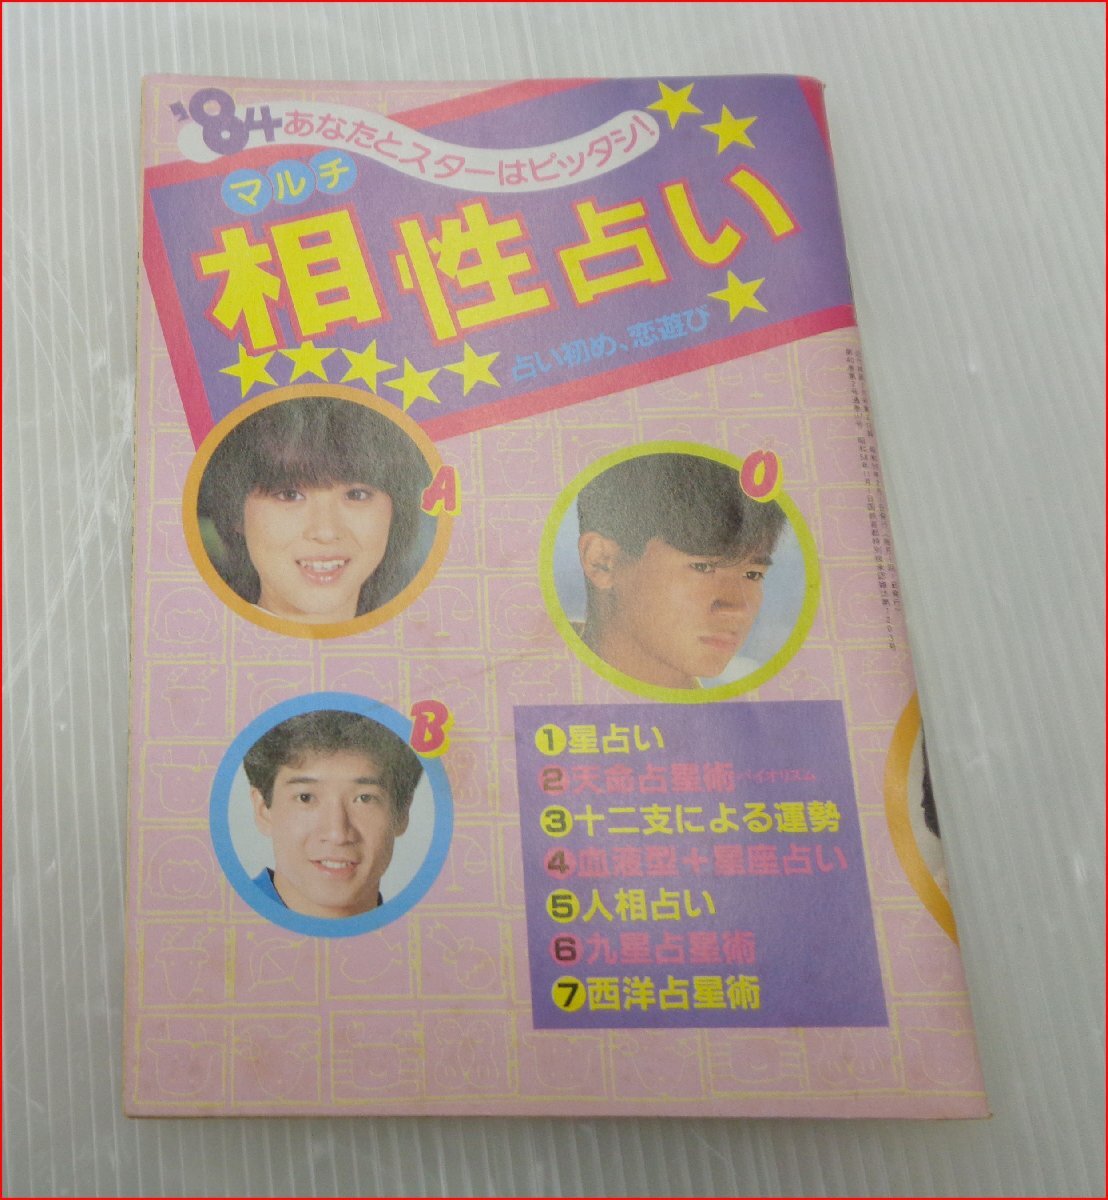 '84あなたとスターはピッタシ!
マルチ
相性占い
占い初め、恋遊び
A
O
B
1星占い
2天命占星術バイオリズム
3十二支による運勢
4血液型+星座占い
5人相占い
6九星占星術
7西洋占星術